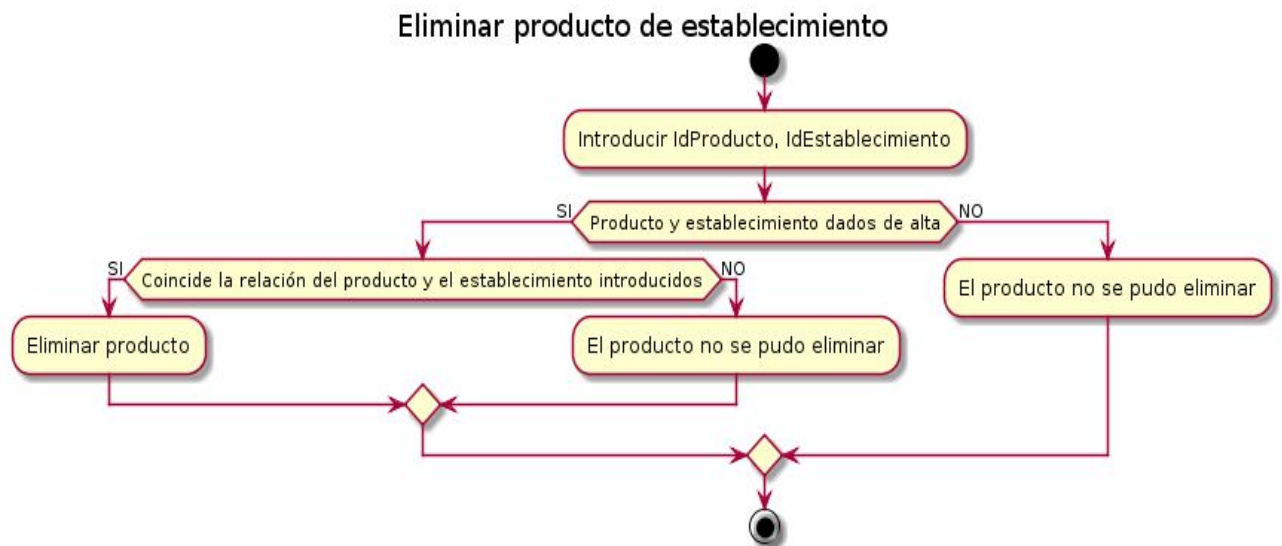 Eliminar producto de establecimiento
Introducir IdProducto, IdEstablecimiento
SI
Producto y establecimiento dados de alta
NO
SI
Coincide la relación del producto y el establecimiento introducidos
NO
El producto no se pudo eliminar
Eliminar producto
El producto no se pudo eliminar